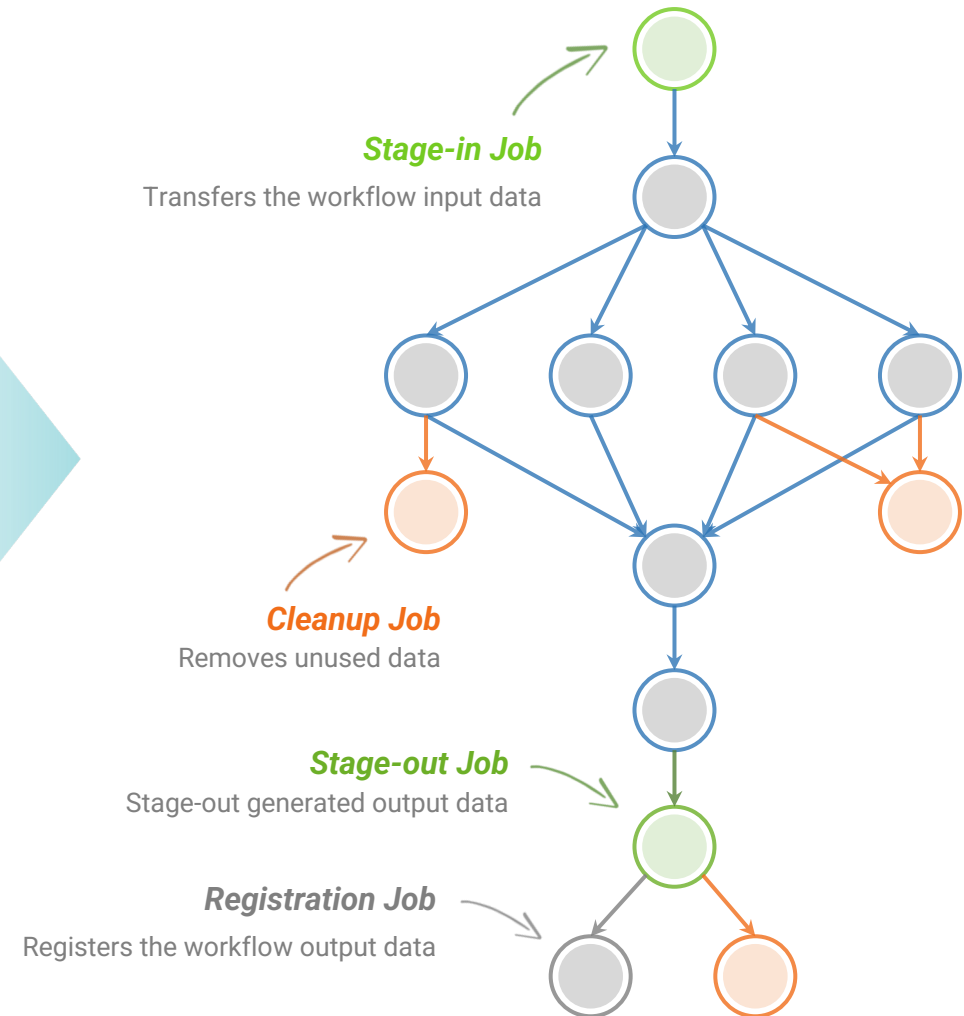 Stage-in Job
Transfers the workflow input data
Cleanup Job
Removes unused data
Stage-out Job
Stage-out generated output data
Registration Job
Registers the workflow output data